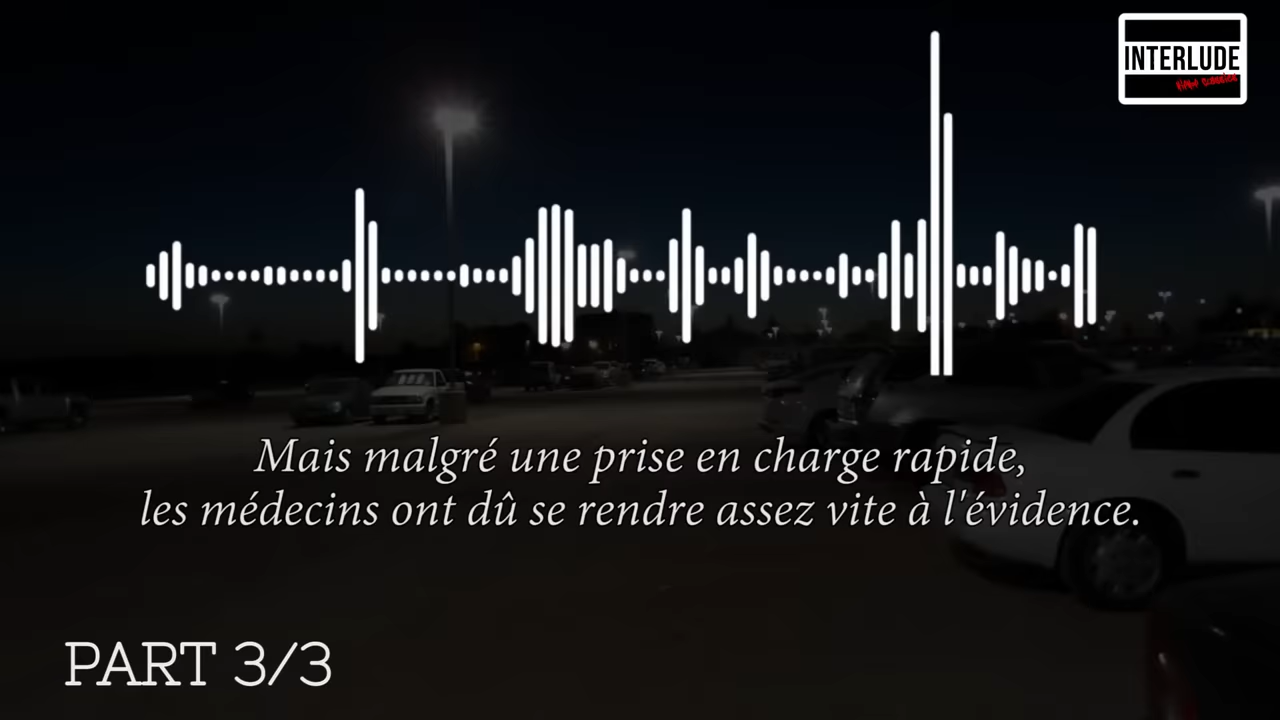 INTERLUDE
Mais malgré une prise en charge rapide,
les médecins ont dû se rendre assez vite à l'évidence.
PART 3/3